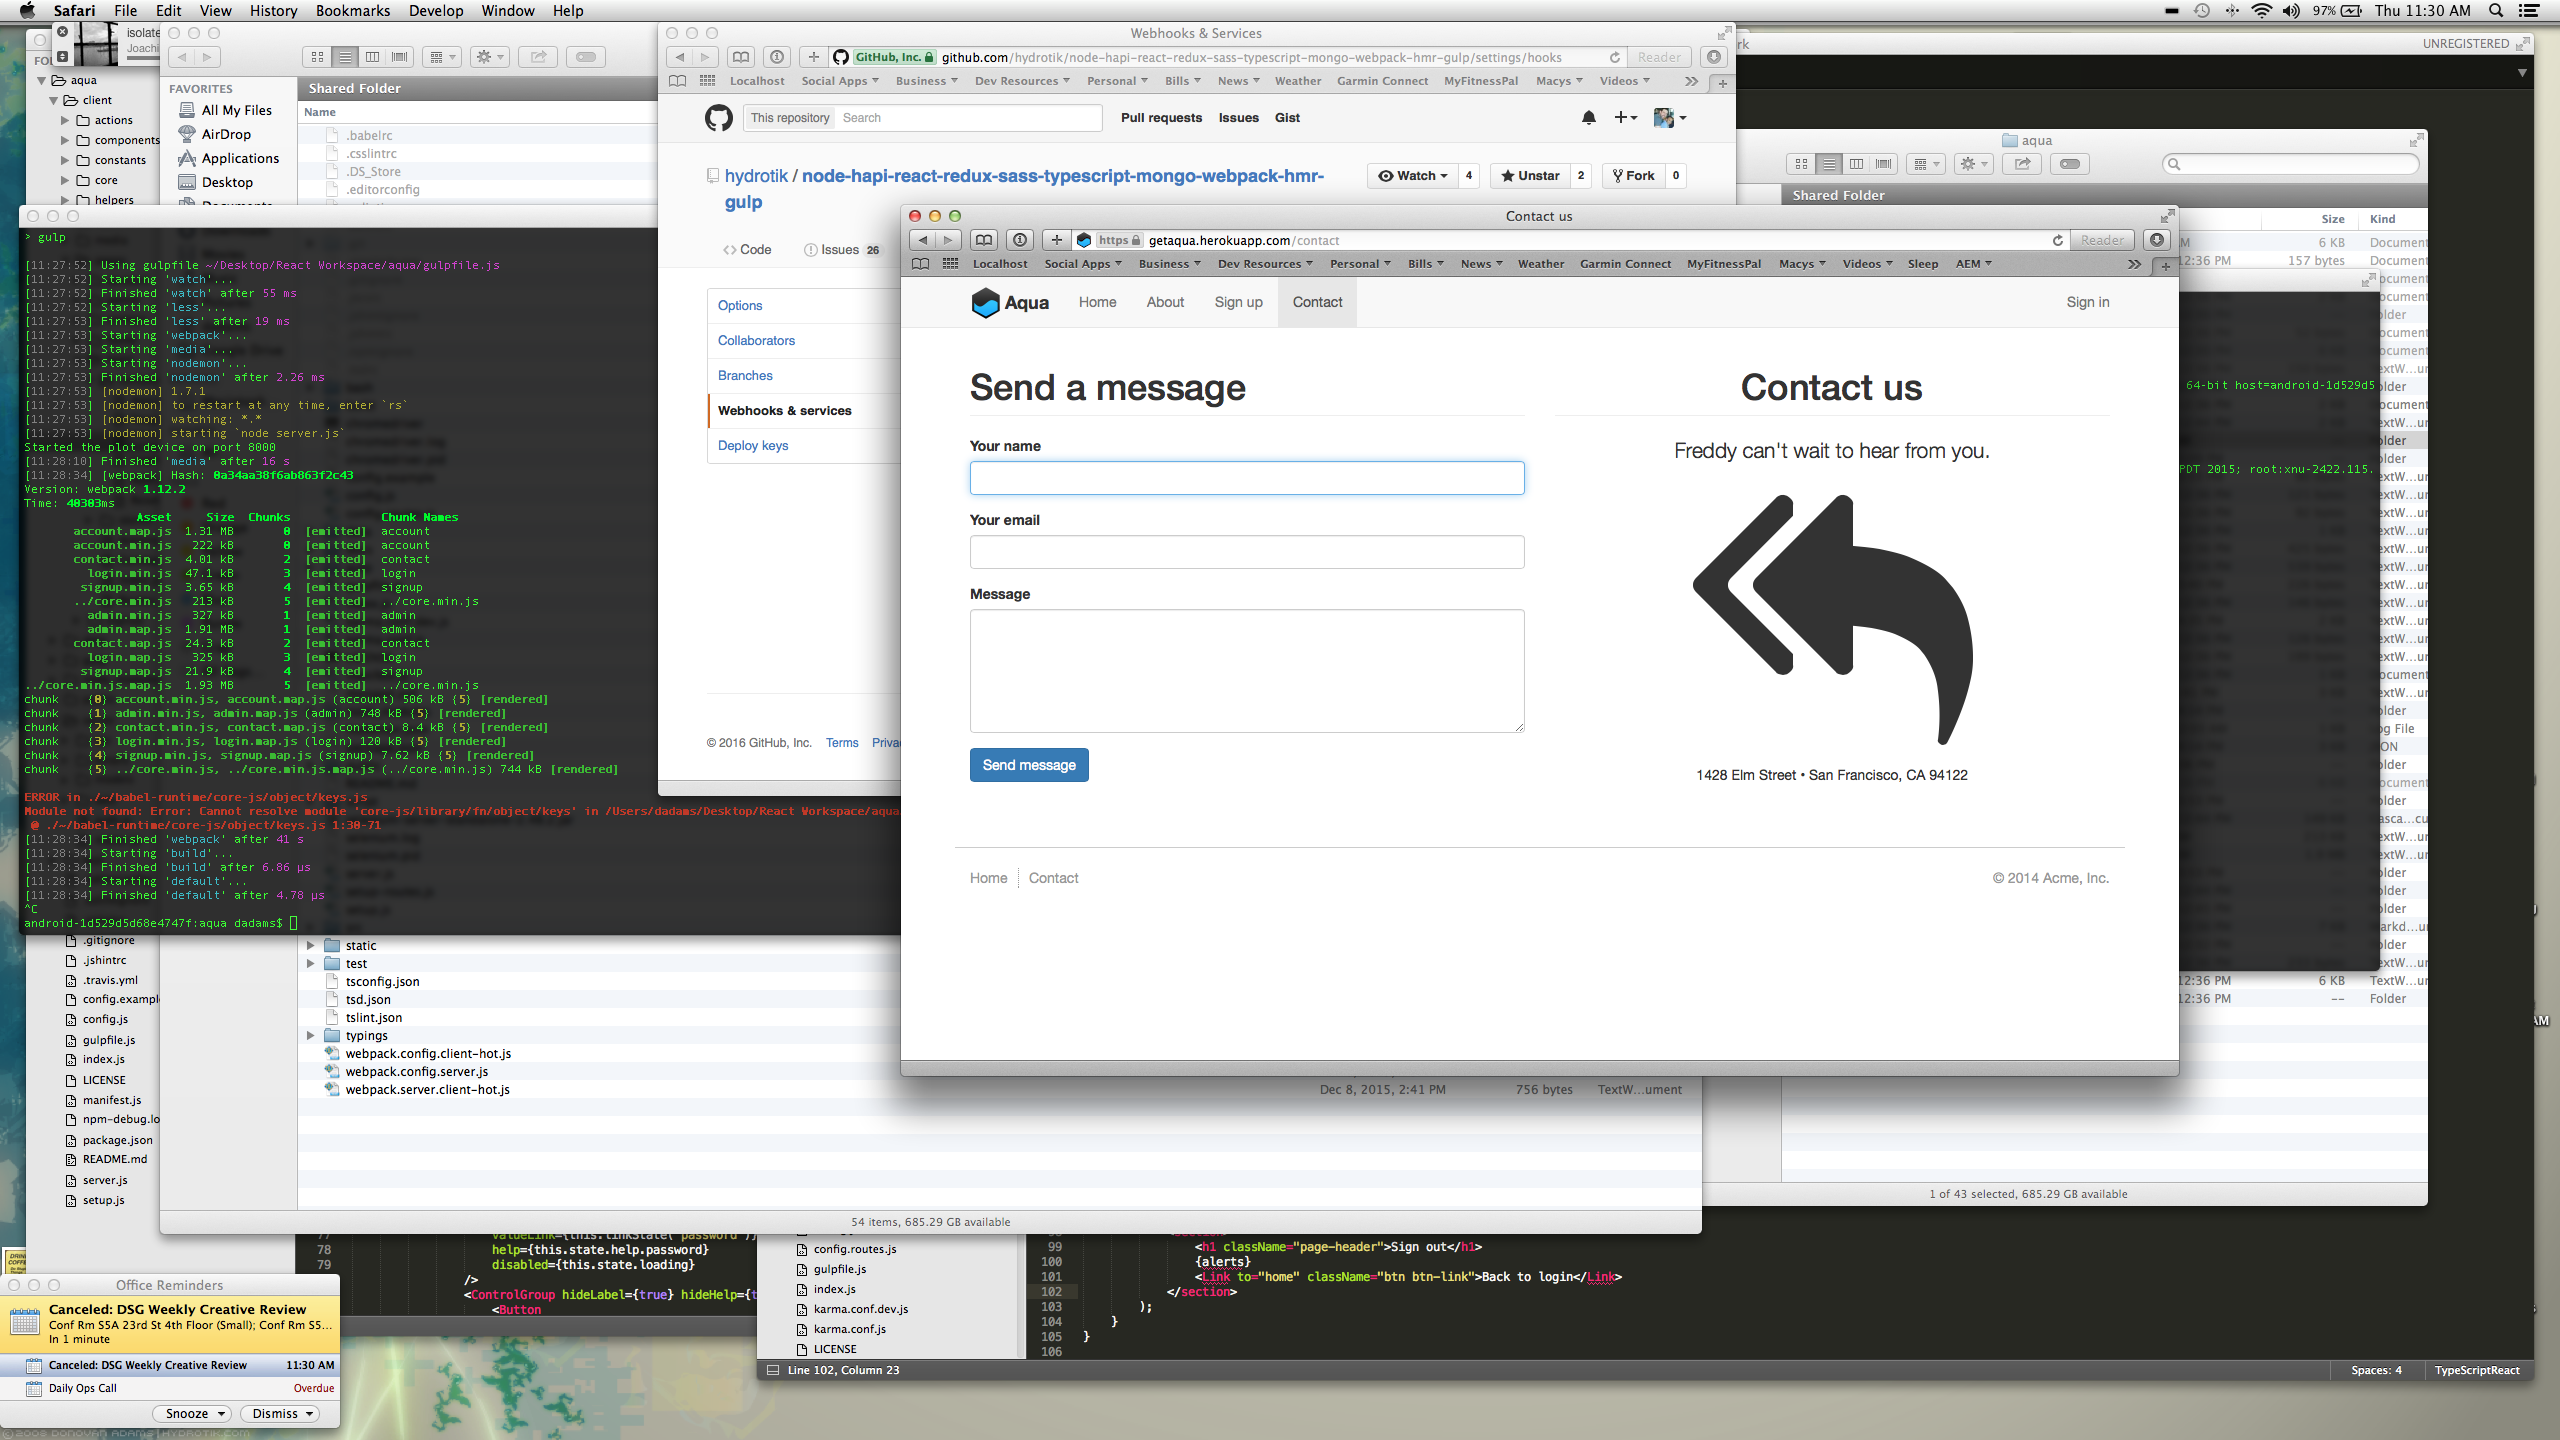 Safari File Edit View History Bookmarks Develop Window Help
97% Thu 11:30 AM
isolate
Joachi
aqua
client
actions
components
constants
core
helpers
FAVORITES
All My Files
AirDrop
Applications
Desktop
Shared Folder
Name
.babelrc
.csslintrc
.DS_Store
.editorconfig
Webhooks & Services
GitHub, Inc. github.com/hydrotik/node-hapi-react-redux-sass-typescript-mongo-webpack-hmr-gulp/settings/hooks Reader
Localhost Social Apps Business Dev Resources Personal Bills News Weather Garmin Connect MyFitnessPal Macys Videos
This repository Search Pull requests Issues Gist
hydrotik / node-hapi-react-redux-sass-typescript-mongo-webpack-hmr-
gulp
Watch 4 Unstar 2 Fork 0
Code Issues 26
Options
Collaborators
Branches
Webhooks & services
Deploy keys
© 2016 GitHub, Inc. Terms Priva
UNREGISTERED
aqua
Shared Folder
Size Kind
6 KB Document
12:36 PM 157 bytes Document
64-bit host=android-1d529d5
PDT 2015; root:xnu-2422.115.
12:36 PM 6 KB TextW...ur
12:36 PM -- Folder
1 of 43 selected, 685.29 GB available
> gulp
[11:27:52] Using gulpfile ~/Desktop/React Workspace/aqua/gulpfile.js
[11:27:52] Starting 'watch'...
[11:27:52] Finished 'watch' after 55 ms
[11:27:52] Starting 'less'...
[11:27:53] Finished 'less' after 19 ms
[11:27:53] Starting 'webpack'...
[11:27:53] Starting 'media'...
[11:27:53] Starting 'nodemon'...
[11:27:53] Finished 'nodemon' after 2.26 ms
[11:27:53] [nodemon] 1.7.1
[11:27:53] [nodemon] to restart at any time, enter `rs`
[11:27:53] [nodemon] watching: *.*
[11:27:53] [nodemon] starting `node server.js`
Started the plot device on port 8000
[11:28:10] Finished 'media' after 16 s
[11:28:34] [webpack] Hash: 0a34aa38f6ab863f2c43
Version: webpack 1.12.2
Time: 40303ms
Asset Size Chunks Chunk Names
account.map.js 1.31 MB 0 [emitted] account
account.min.js 222 kB 0 [emitted] account
contact.min.js 4.01 kB 2 [emitted] contact
login.min.js 47.1 kB 3 [emitted] login
signup.min.js 3.65 kB 4 [emitted] signup
../core.min.js 213 kB 5 [emitted] ../core.min.js
admin.min.js 327 kB 1 [emitted] admin
admin.map.js 1.91 MB 1 [emitted] admin
contact.map.js 24.3 kB 2 [emitted] contact
login.map.js 325 kB 3 [emitted] login
signup.map.js 21.9 kB 4 [emitted] signup
../core.min.js.map.js 1.93 MB 5 [emitted] ../core.min.js
chunk {0} account.min.js, account.map.js (account) 506 kB {5} [rendered]
chunk {1} admin.min.js, admin.map.js (admin) 748 kB {5} [rendered]
chunk {2} contact.min.js, contact.map.js (contact) 8.4 kB {5} [rendered]
chunk {3} login.min.js, login.map.js (login) 120 kB {5} [rendered]
chunk {4} signup.min.js, signup.map.js (signup) 7.62 kB {5} [rendered]
chunk {5} ../core.min.js, ../core.min.js.map.js (../core.min.js) 744 kB [rendered]
ERROR in ./~/babel-runtime/core-js/object/keys.js
Module not found: Error: Cannot resolve module 'core-js/library/fn/object/keys' in /Users/dadams/Desktop/React Workspace/aqua
@ ./~/babel-runtime/core-js/object/keys.js 1:30-71
[11:28:34] Finished 'webpack' after 41 s
[11:28:34] Starting 'build'...
[11:28:34] Finished 'build' after 6.86 μs
[11:28:34] Starting 'default'...
[11:28:34] Finished 'default' after 4.78 μs
^C
android-1d529d5d68e4747f:aqua dadams$
Contact us
https getaqua.herokuapp.com/contact Reader
Localhost Social Apps Business Dev Resources Personal Bills News Weather Garmin Connect MyFitnessPal Macys Videos Sleep AEM
Aqua Home About Sign up Contact Sign in
Send a message
Your name
Your email
Message
Send message
Contact us
Freddy can't wait to hear from you.
1428 Elm Street • San Francisco, CA 94122
Home Contact © 2014 Acme, Inc.
.gitignore
.jshintrc
.travis.yml
config.exampl
config.js
gulpfile.js
index.js
LICENSE
manifest.js
npm-debug.lo
package.json
README.md
server.js
setup.js
static
test
tsconfig.json
tsd.json
tslint.json
typings
webpack.config.client-hot.js
webpack.config.server.js
webpack.server.client-hot.js Dec 8, 2015, 2:41 PM 756 bytes TextW...ument
54 items, 685.29 GB available
77 valueLink={this.linkState('password')}
78 help={this.state.help.password}
79 disabled={this.state.loading}
/>
<ControlGroup hideLabel={true} hideHelp={t
<Button
config.routes.js
gulpfile.js
index.js
karma.conf.dev.js
karma.conf.js
LICENSE
99 <h1 className="page-header">Sign out</h1>
100 {alerts}
101 <Link to="home" className="btn btn-link">Back to login</Link>
102 </section>
103 );
104 }
105 }
106
Line 102, Column 23 Spaces: 4 TypeScriptReact
Office Reminders
Canceled: DSG Weekly Creative Review
Conf Rm S5A 23rd St 4th Floor (Small); Conf Rm S5...
In 1 minute
Canceled: DSG Weekly Creative Review 11:30 AM
Daily Ops Call Overdue
Snooze Dismiss
©2008 DONOVAN ADAMS|HYDROTIK.COM